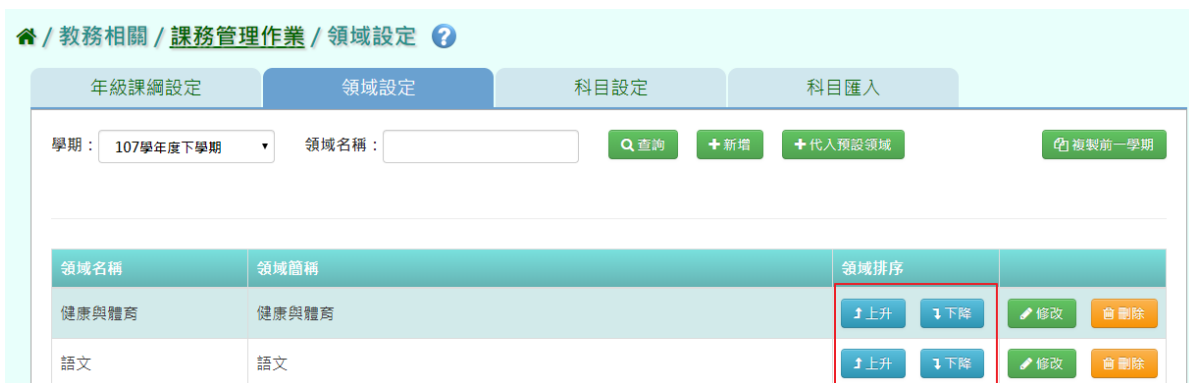 / 教務相關 / 課務管理作業 / 領域設定 ?
年級課綱設定 領域設定 科目設定 科目匯入
學期： 107學年度下學期 領域名稱： 查詢 新增 代入預設領域 複製前一學期
領域名稱 領域簡稱 領域排序
健康與體育 健康與體育 上升 下降 修改 刪除
語文 語文 上升 下降 修改 刪除